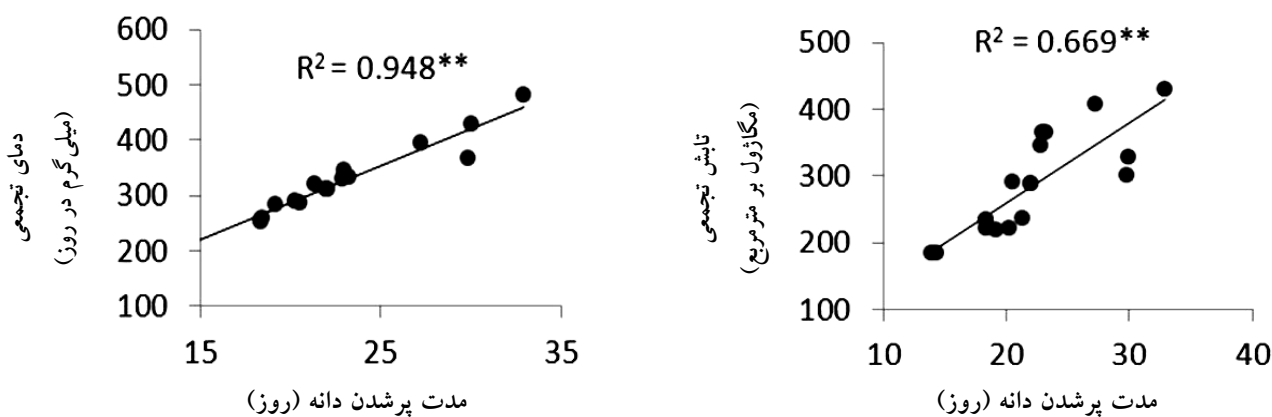 600
500
400
300
200
100
R² = 0.948**
دمای تجمعی
(میلی‌گرم در روز)
15 25 35
مدت پرشدن دانه (روز)
500
400
300
200
100
R² = 0.669**
تابش تجمعی
(مگاژول بر مترمربع)
10 20 30 40
مدت پرشدن دانه (روز)